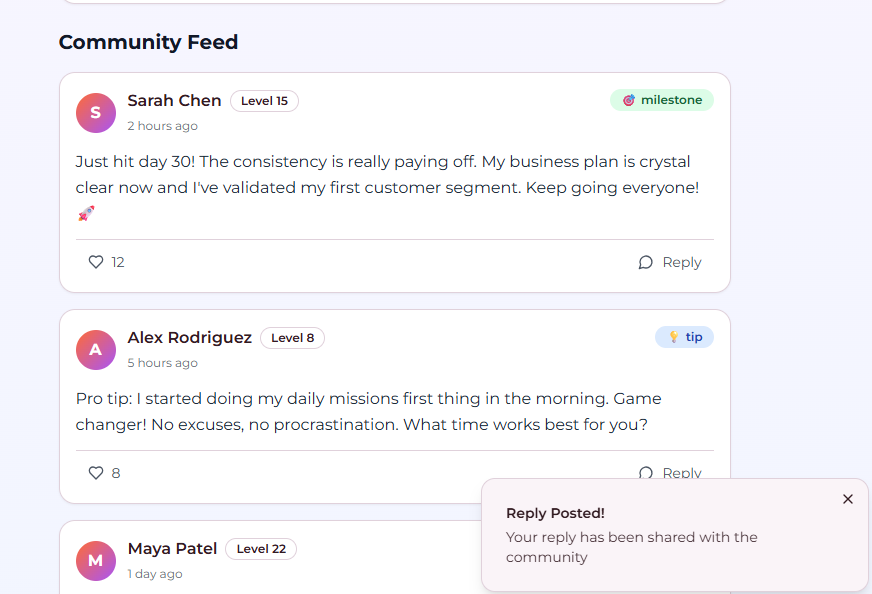 Community Feed
S
Sarah Chen Level 15 🎯 milestone
2 hours ago
Just hit day 30! The consistency is really paying off. My business plan is crystal
clear now and I've validated my first customer segment. Keep going everyone!
🚀
12 Reply
A
Alex Rodriguez Level 8 💡 tip
5 hours ago
Pro tip: I started doing my daily missions first thing in the morning. Game
changer! No excuses, no procrastination. What time works best for you?
8 Reply
M
Maya Patel Level 22
1 day ago
Reply Posted!
Your reply has been shared with the
community